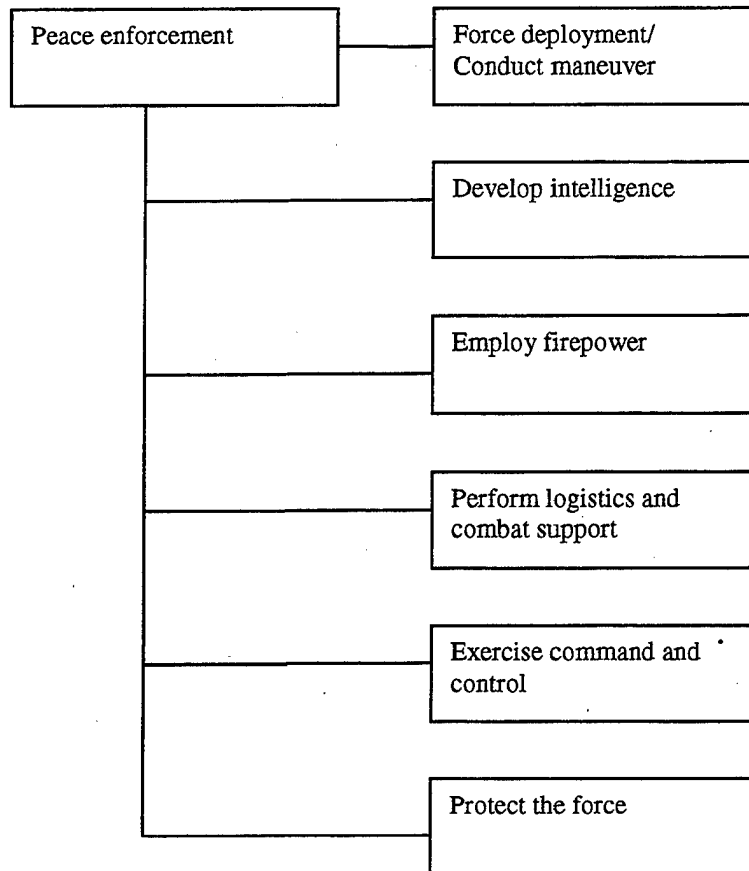 Peace enforcement
Force deployment/
Conduct maneuver
Develop intelligence
Employ firepower
Perform logistics and
combat support
Exercise command and
control
Protect the force